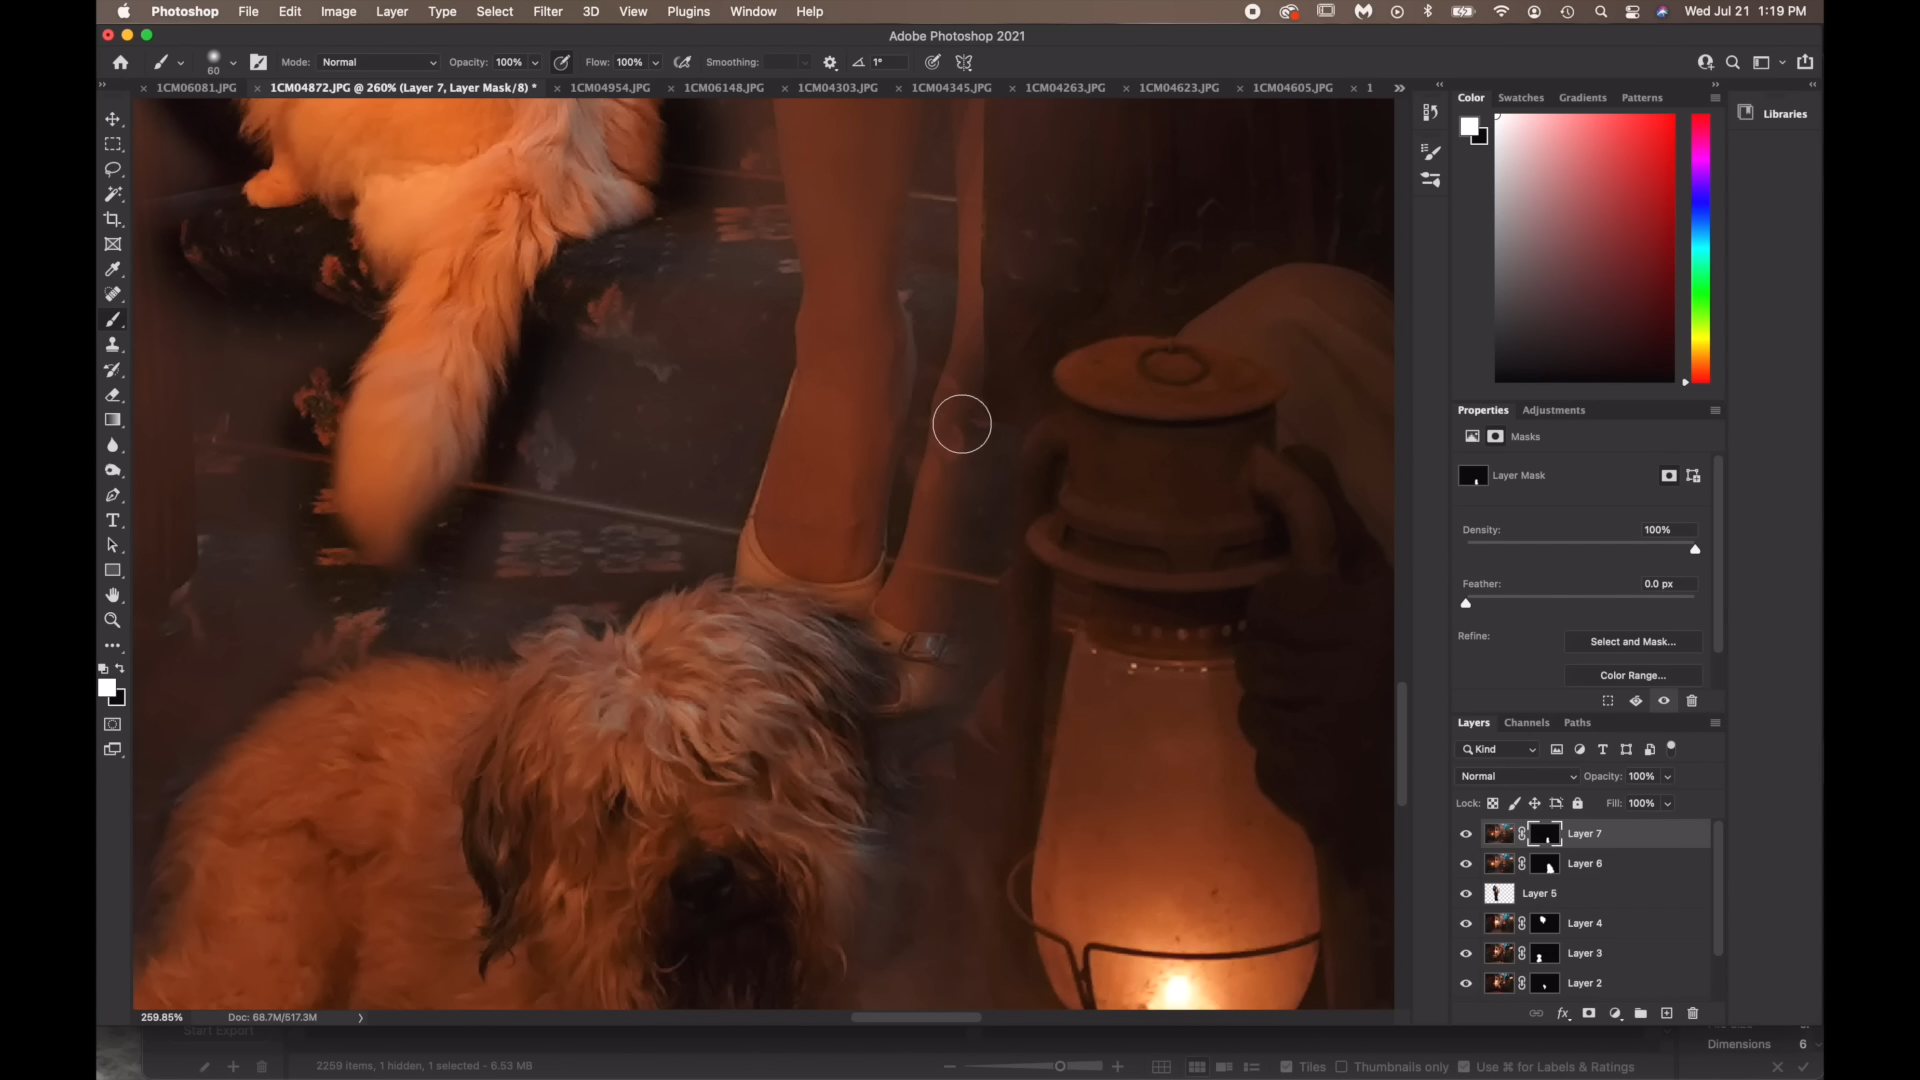 Photoshop File Edit Image Layer Type Select Filter 3D View Plugins Window Help Wed Jul 21 1:19 PM
Adobe Photoshop 2021
60 Mode: Normal Opacity: 100% Flow: 100% Smoothing: 1°
1CM06081.JPG 1CM04872.JPG @ 260% (Layer 7, Layer Mask/8) * 1CM04954.JPG 1CM06148.JPG 1CM04303.JPG 1CM04345.JPG 1CM04263.JPG 1CM04623.JPG 1CM04605.JPG 1
Color Swatches Gradients Patterns
Libraries
Properties Adjustments
Masks
Layer Mask
Density: 100%
Feather: 0.0 px
Refine: Select and Mask...
Color Range...
Layers Channels Paths
Kind
Normal Opacity: 100%
Lock: Fill: 100%
Layer 7
Layer 6
Layer 5
Layer 4
Layer 3
Layer 2
259.85% Doc: 68.7M/517.3M
Start Export
Dimensions 6
2259 items, 1 hidden, 1 selected - 6.53 MB Tiles Thumbnails only Use ⌘ for Labels & Ratings